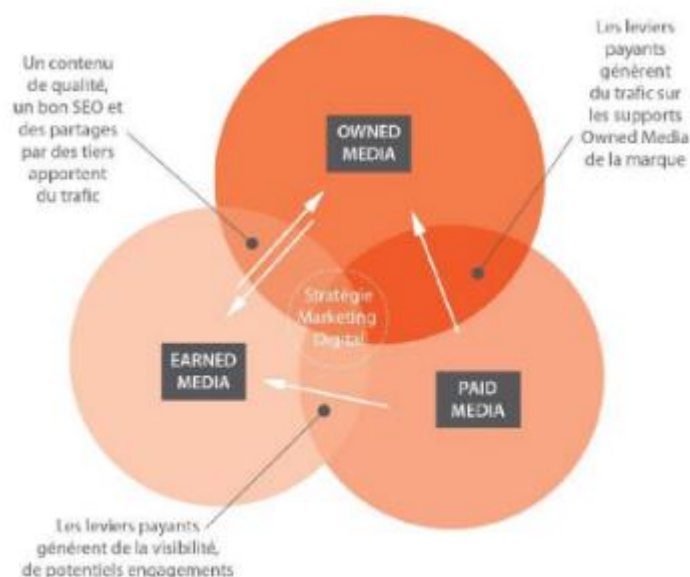 Un contenu
de qualité,
un bon SEO et
des partages
par des tiers
apportent
du trafic
Les leviers
payants
génèrent
du trafic sur
les supports
Owned Media
de la marque
OWNED
MEDIA
Stratégie
Marketing
Digital
EARNED
MEDIA
PAID
MEDIA
Les leviers payants
génèrent de la visibilité,
de potentiels engagements